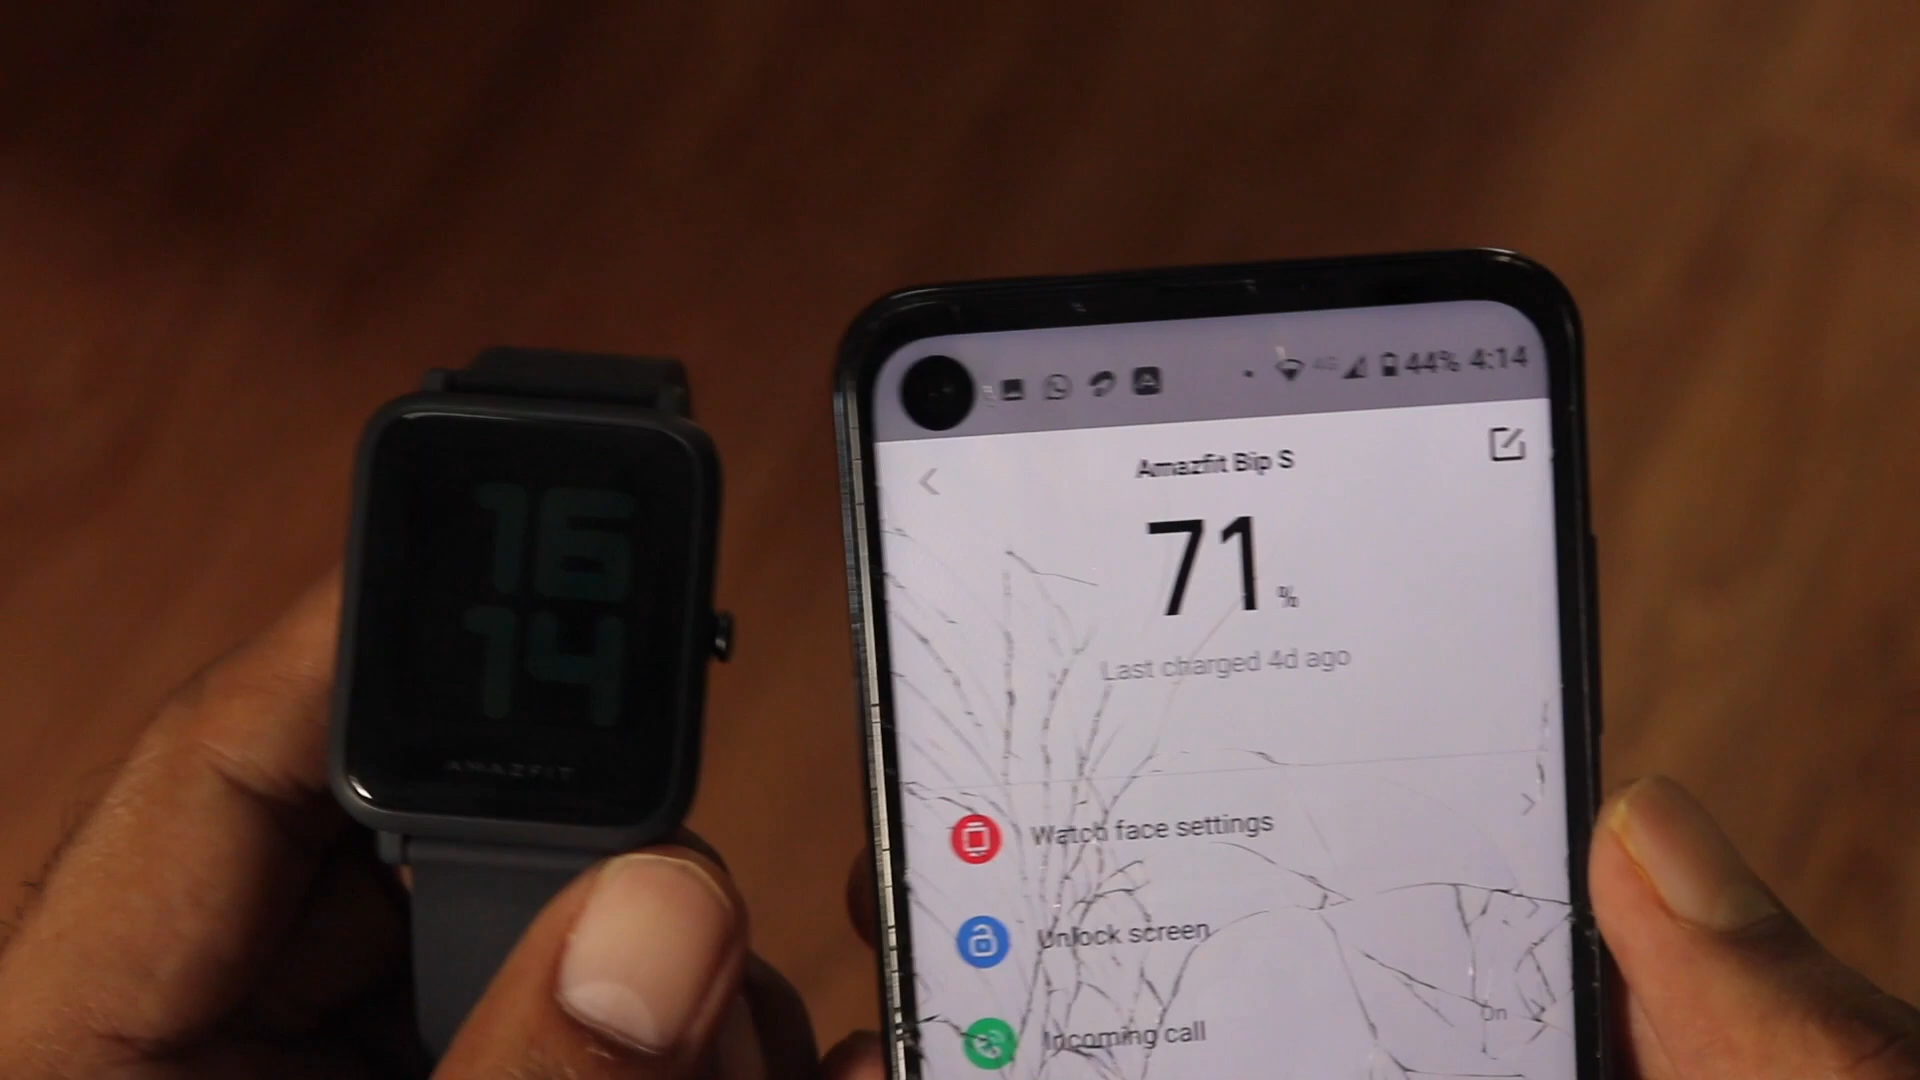 16
14
AMAZFIT
4G 44% 4:14
Amazfit Bip S
71 %
Last charged 4d ago
Watch face settings
Unlock screen
Incoming call
On